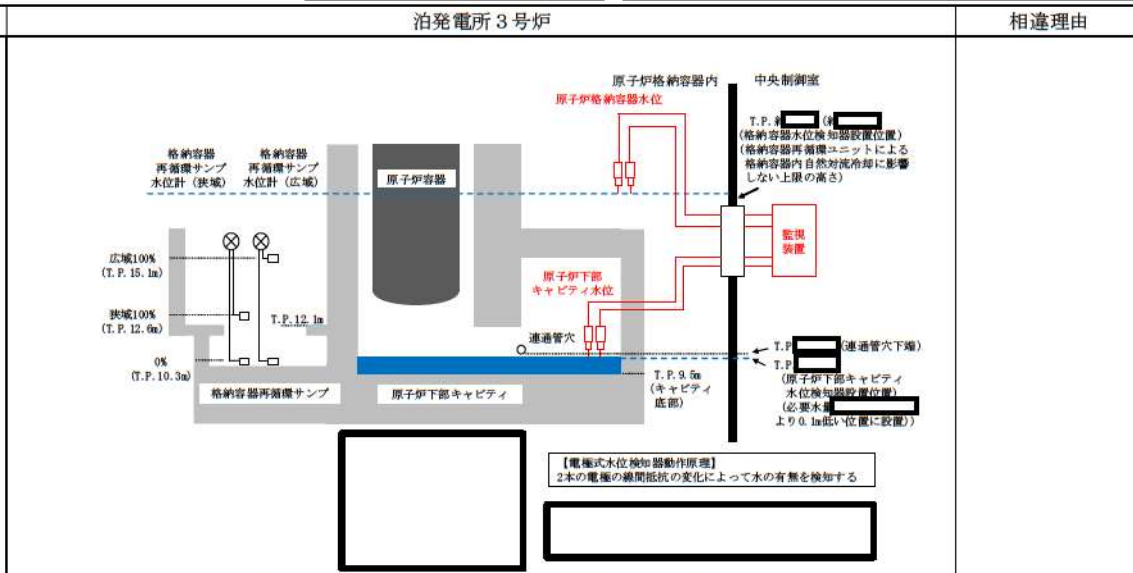 泊発電所3号炉
相違理由
原子炉格納容器内
中央制御室
原子炉格納容器水位
T.P.約
(約
(格納容器水位検知器設置位置)
(格納容器再循環ユニットによる
格納容器内自然対流冷却に影響
しない上限の高さ)
格納容器
再循環サンプ
水位計(狭域)
格納容器
再循環サンプ
水位計(広域)
原子炉容器
監視
装置
広域100%
(T.P.15.1m)
原子炉下部
キャビティ水位
狭域100%
(T.P.12.6m)
T.P.12.1m
連通管穴
T.P
(連通管穴下端)
0%
(T.P.10.3m)
T.P.
(原子炉下部キャビティ
水位検知器設置位置)
(必要水量
より0.1m低い位置に設置))
T.P.9.5m
(キャビティ
底部)
格納容器再循環サンプ
原子炉下部キャビティ
【電極式水位検知器動作原理】
2本の電極の線間抵抗の変化によって水の有無を検知する